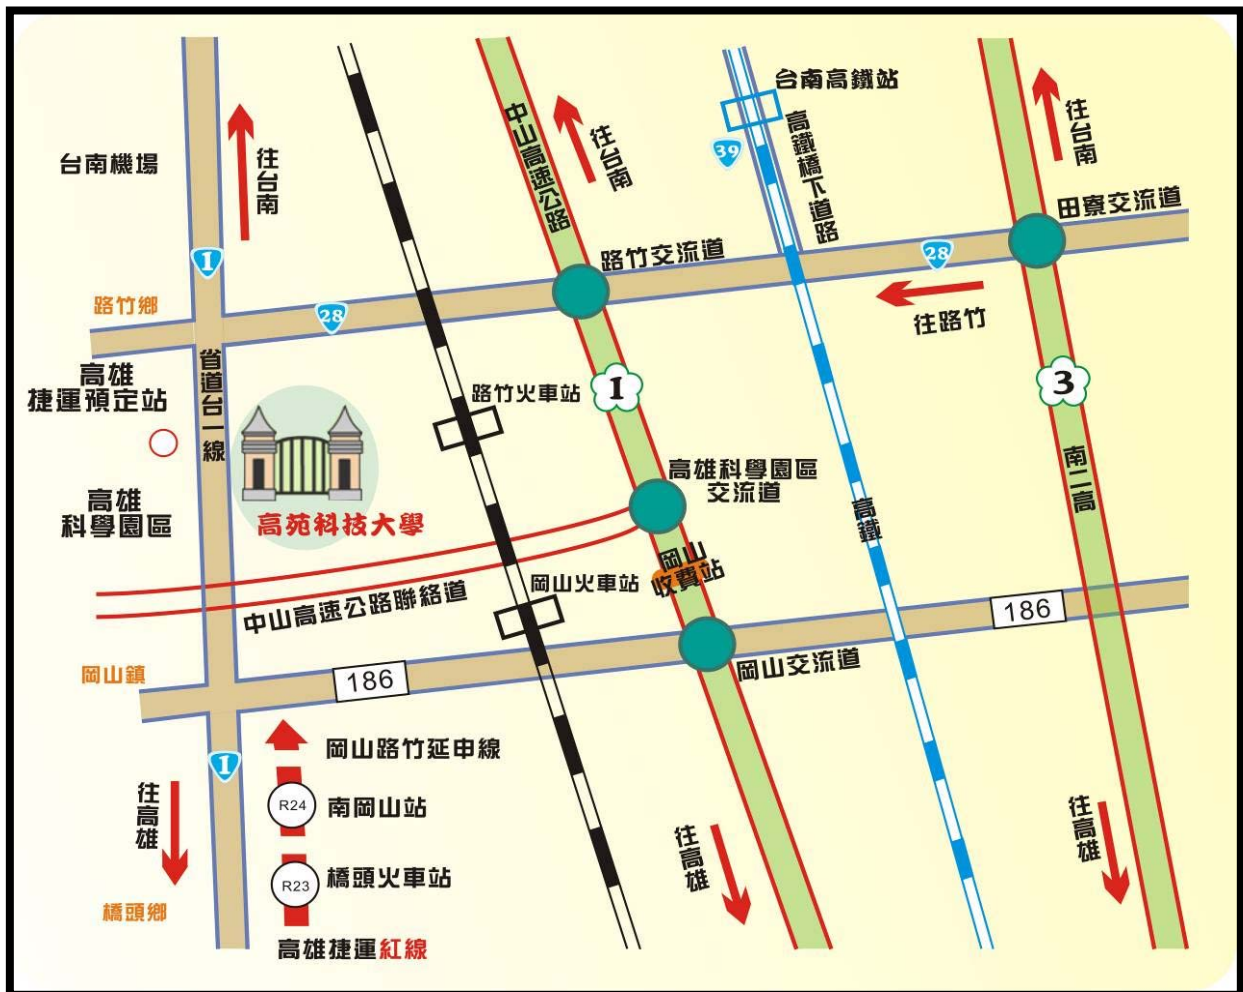 台南高鐵站
39
高鐵橋下道路
中山高速公路
往台南
往台南
往台南
台南機場
田寮交流道
路竹交流道
1
28
28
往路竹
路竹鄉
高雄
捷運預定站
省道台一線
路竹火車站
1
3
高雄科學園區
交流道
南二高
高雄
科學園區
高苑科技大學
高鐵
岡山
收費站
岡山火車站
中山高速公路聯絡道
186
岡山鎮
186
岡山交流道
1
岡山路竹延申線
往高雄
R24
南岡山站
往高雄
往高雄
R23
橋頭火車站
橋頭鄉
高雄捷運紅線